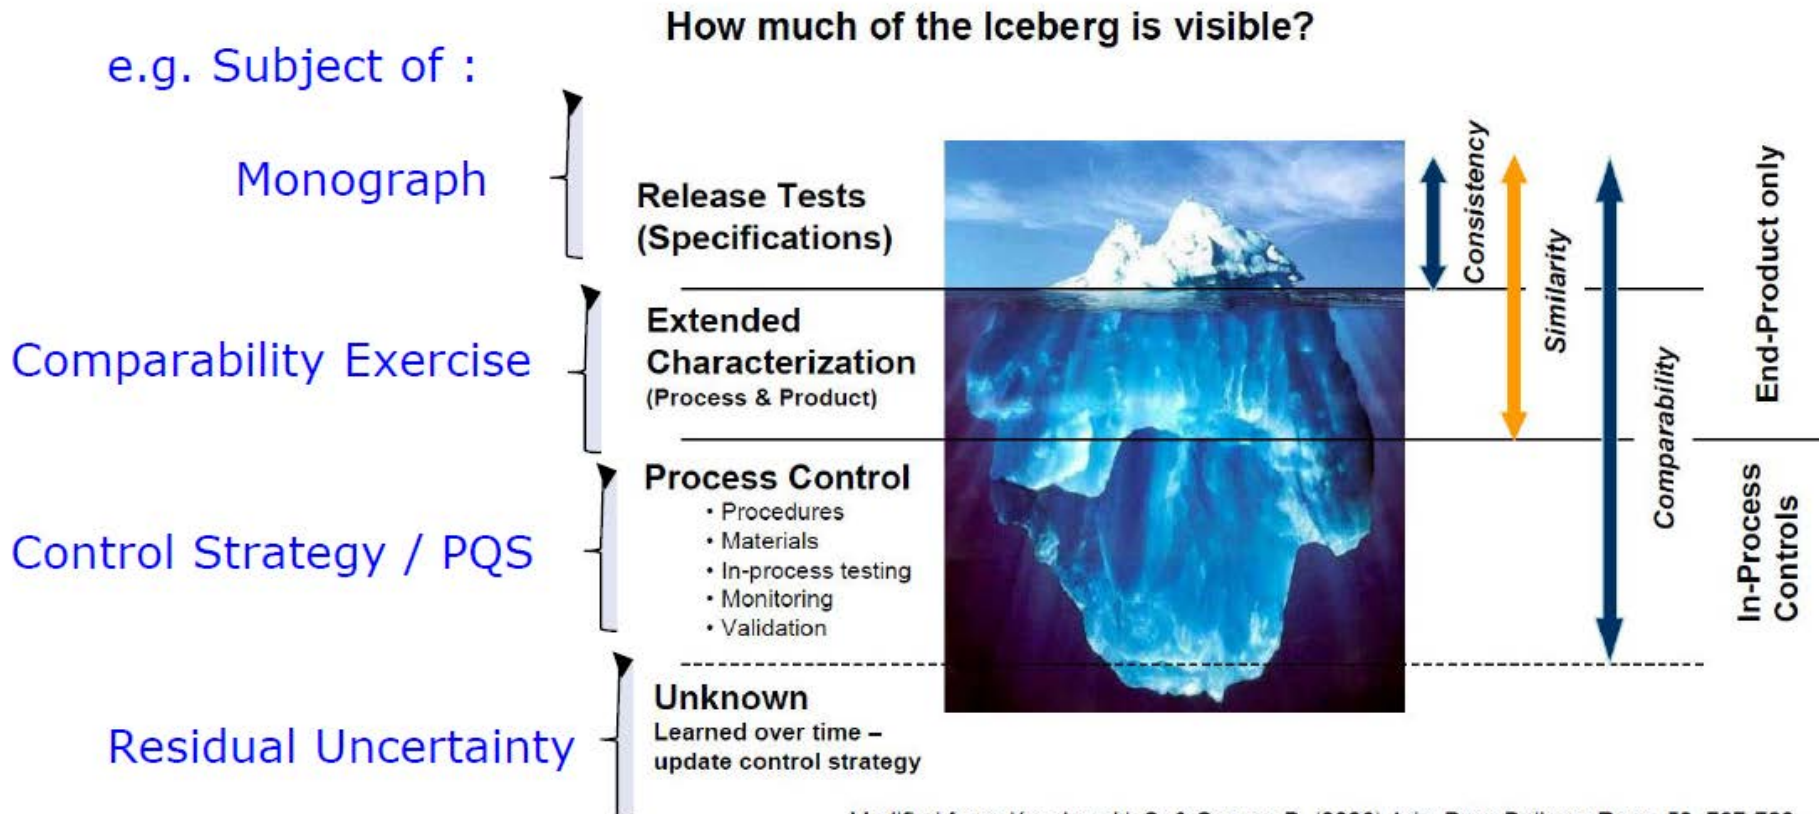 How much of the Iceberg is visible?
e.g. Subject of :
Monograph
Release Tests
(Specifications)
Comparability Exercise
Extended
Characterization
(Process & Product)
Control Strategy / PQS
Process Control
• Procedures
• Materials
• In-process testing
• Monitoring
• Validation
Residual Uncertainty
Unknown
Learned over time –
update control strategy
Consistency
Similarity
Comparability
End-Product only
In-Process
Controls